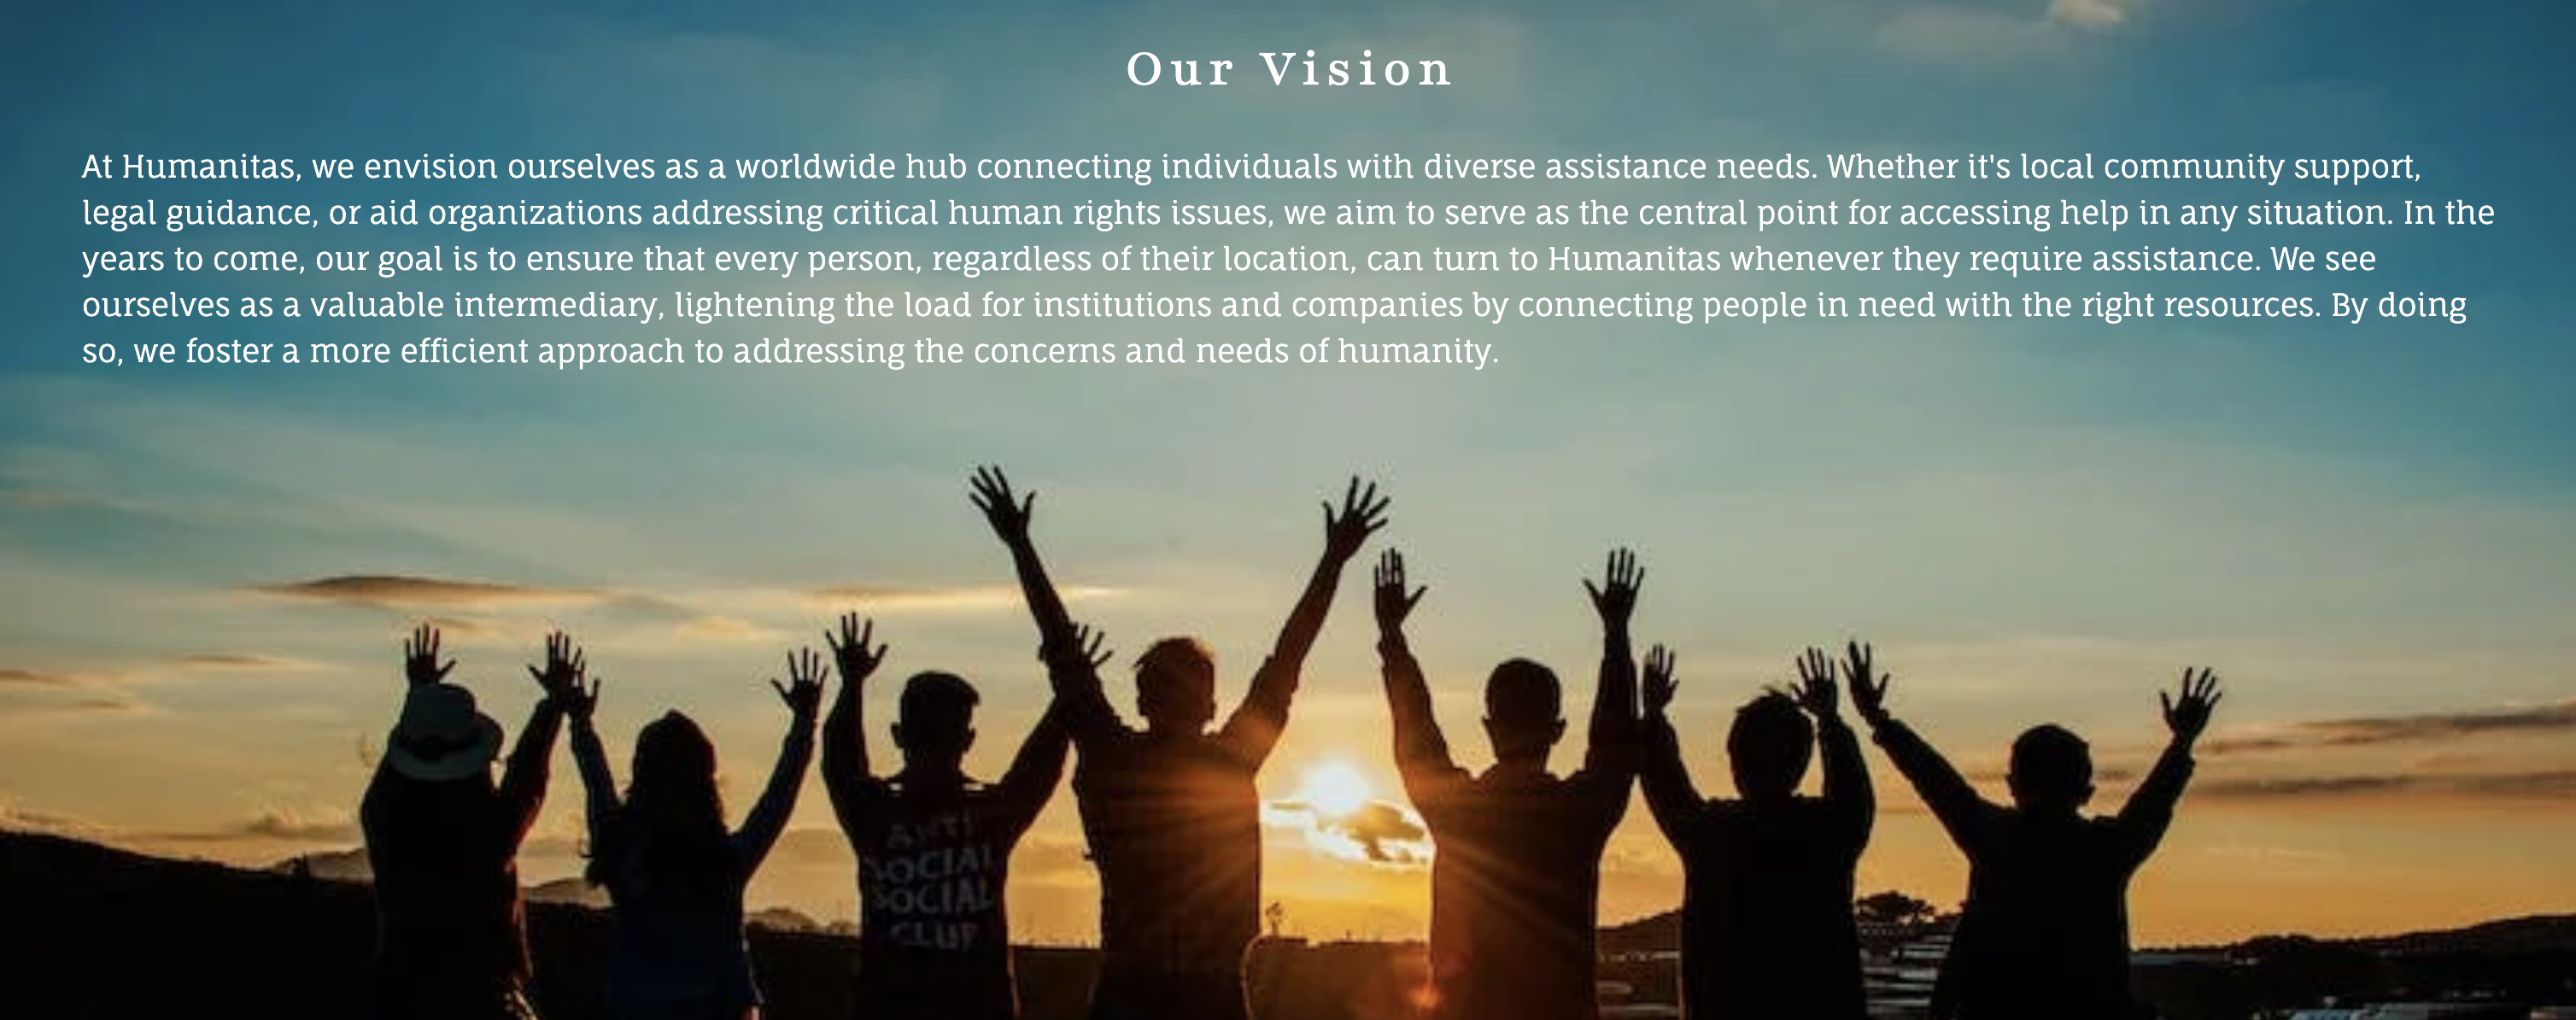 Our Vision
At Humanitas, we envision ourselves as a worldwide hub connecting individuals with diverse assistance needs. Whether it's local community support,
legal guidance, or aid organizations addressing critical human rights issues, we aim to serve as the central point for accessing help in any situation. In the
years to come, our goal is to ensure that every person, regardless of their location, can turn to Humanitas whenever they require assistance. We see
ourselves as a valuable intermediary, lightening the load for institutions and companies by connecting people in need with the right resources. By doing
so, we foster a more efficient approach to addressing the concerns and needs of humanity.
ANTI
SOCIAL
SOCIAL
CLUB